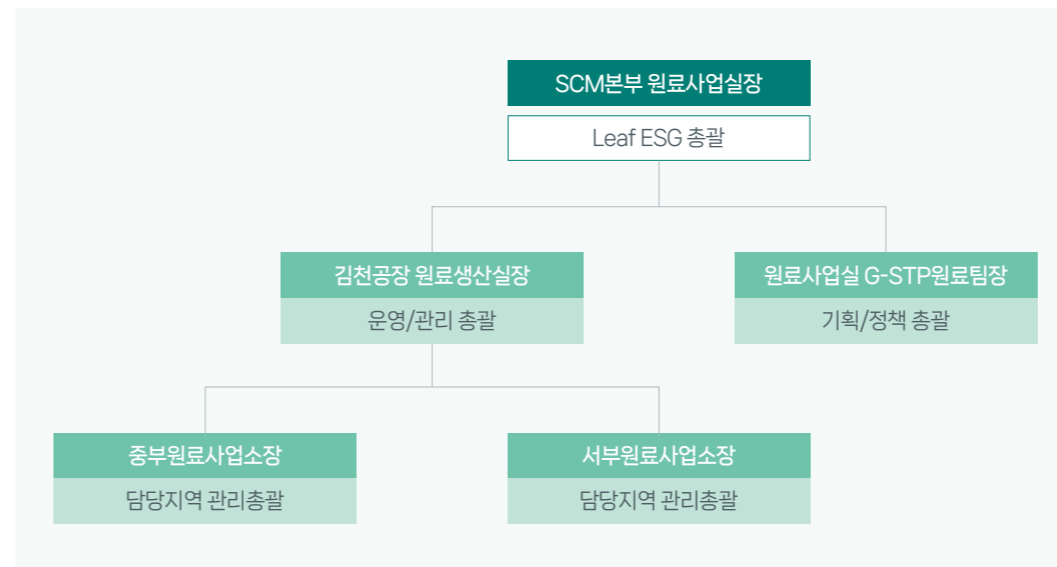 SCM본부 원료사업실장
Leaf ESG 총괄
김천공장 원료생산실장
운영/관리 총괄
원료사업실 G-STP원료팀장
기획/정책 총괄
중부원료사업소장
담당지역 관리총괄
서부원료사업소장
담당지역 관리총괄